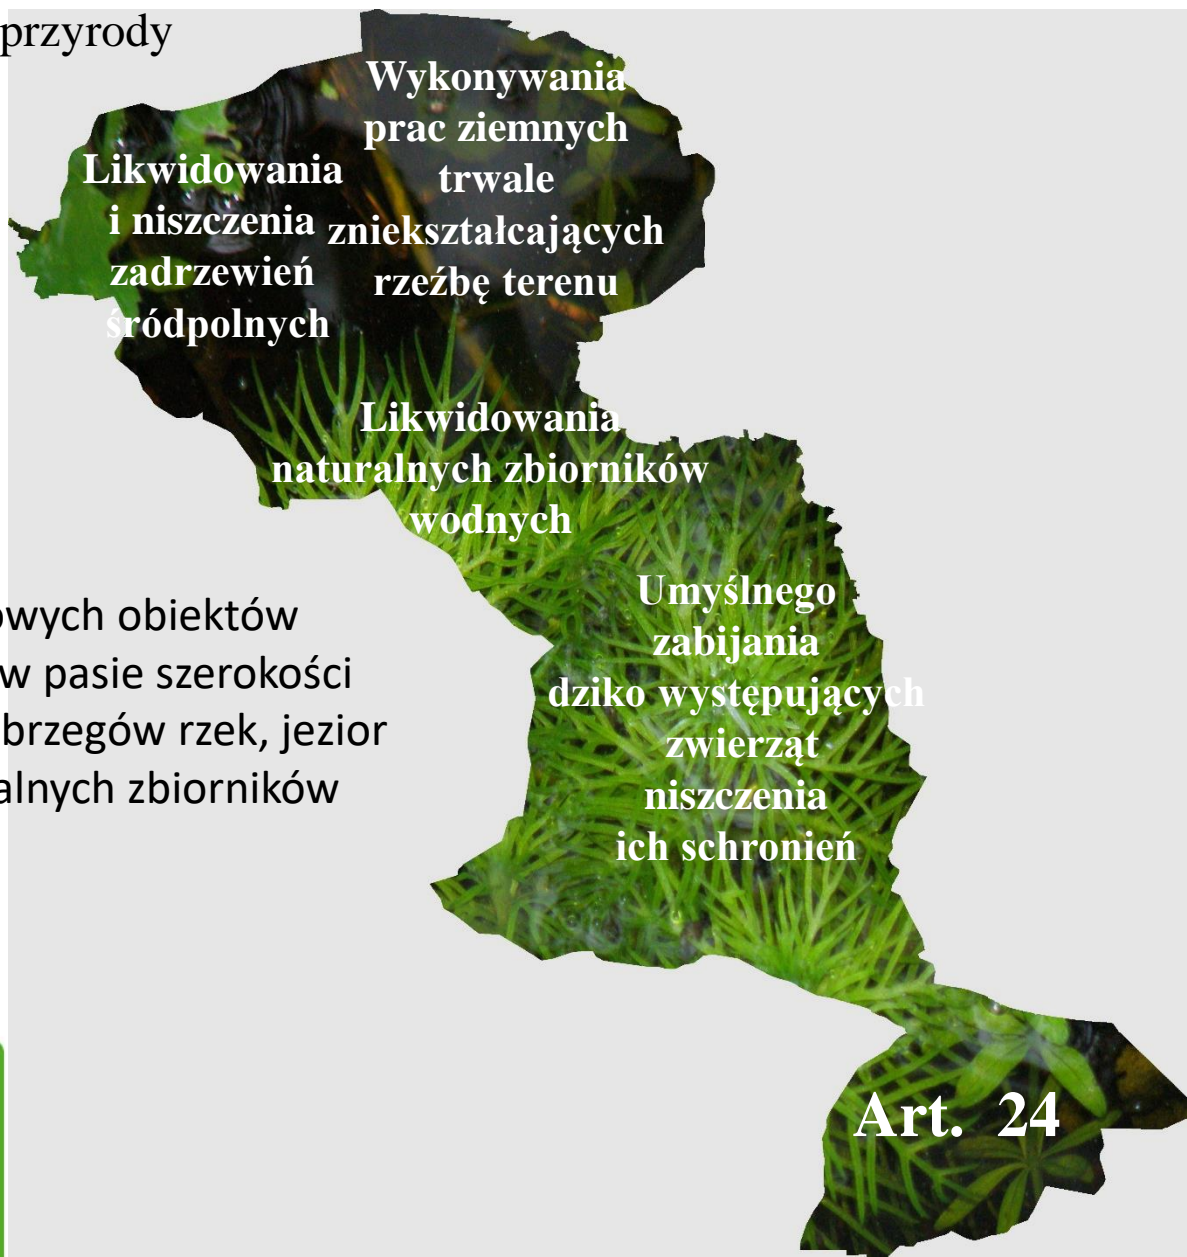 przyrody
Wykonywania
prac ziemnych
trwale
zniekształcających
rzeźbę terenu
Likwidowania
i niszczenia
zadrzewień
śródpolnych
Likwidowania
naturalnych zbiorników
wodnych
owych obiektów
w pasie szerokości
brzegów rzek, jezior
alnych zbiorników
Umyślnego
zabijania
dziko występujących
zwierząt
niszczenia
ich schronień
Art. 24